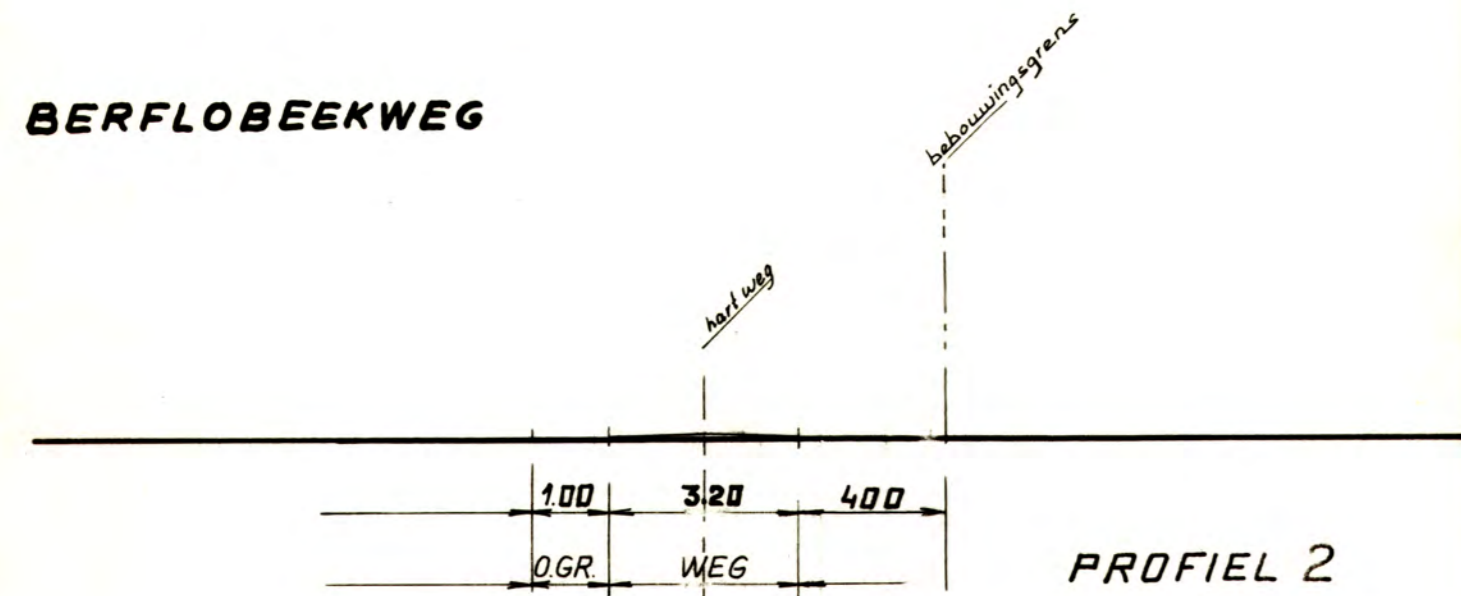 bebouwingsgrens
BERFLOBEEKWEG
hart weg
1.00 3.20 400
O.GR. WEG
PROFIEL 2